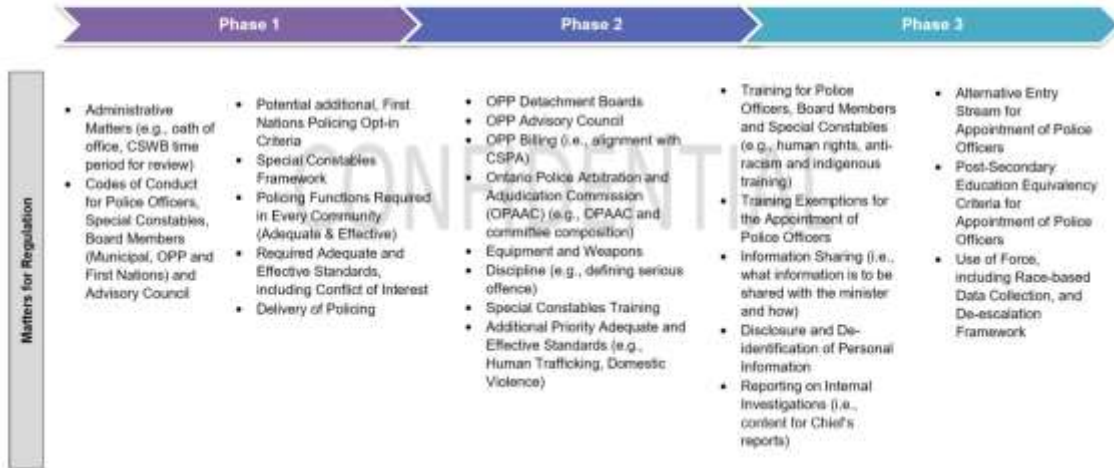 Phase 1
Phase 2
Phase 3
Matters for Regulation
CONFIDENTIAL
• Administrative
Matters (e.g., oath of
office, CSWB time
period for review)
• Codes of Conduct
for Police Officers,
Special Constables,
Board Members
(Municipal, OPP and
First Nations) and
Advisory Council
• Potential additional, First
Nations Policing Opt-in
Criteria
• Special Constables
Framework
• Policing Functions Required
in Every Community
(Adequate & Effective)
• Required Adequate and
Effective Standards,
including Conflict of Interest
• Delivery of Policing
• OPP Detachment Boards
• OPP Advisory Council
• OPP Billing (i.e., alignment with
CSPA)
• Ontario Police Arbitration and
Adjudication Commission
(OPAAC) (e.g., OPAAC and
committee composition)
• Equipment and Weapons
• Discipline (e.g., defining serious
offence)
• Special Constables Training
• Additional Priority Adequate and
Effective Standards (e.g.,
Human Trafficking, Domestic
Violence)
• Training for Police
Officers, Board Members
and Special Constables
(e.g., human rights, anti-
racism and indigenous
training)
• Training Exemptions for
the Appointment of
Police Officers
• Information Sharing (i.e.,
what information is to be
shared with the minister
and how)
• Disclosure and De-
identification of Personal
Information
• Reporting on Internal
Investigations (i.e.,
content for Chief's
reports)
• Alternative Entry
Stream for
Appointment of Police
Officers
• Post-Secondary
Education Equivalency
Criteria for
Appointment of Police
Officers
• Use of Force,
including Race-based
Data Collection, and
De-escalation
Framework